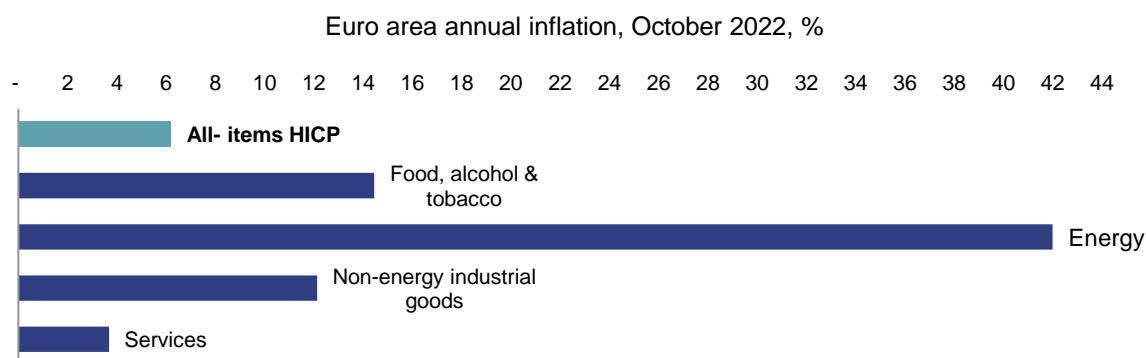 Euro area annual inflation, October 2022, %
- 2 4 6 8 10 12 14 16 18 20 22 24 26 28 30 32 34 36 38 40 42 44
All- items HICP
Food, alcohol &
tobacco
Energy
Non-energy industrial
goods
Services